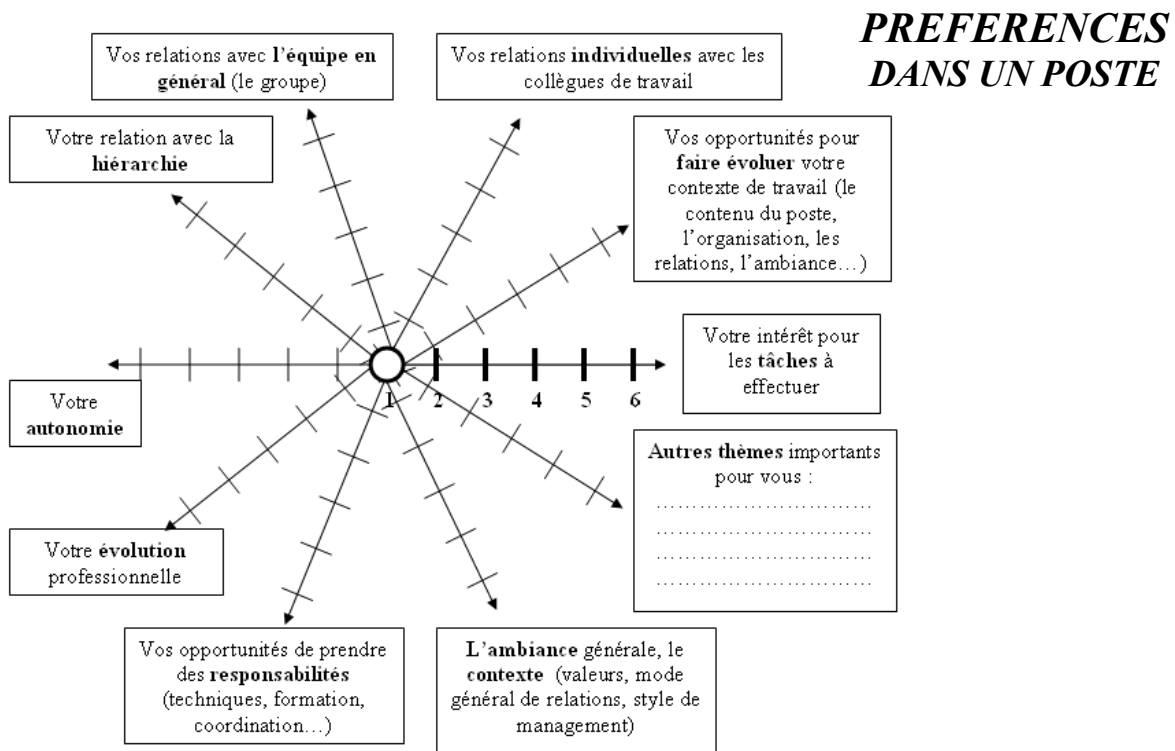 PREFERENCES
DANS UN POSTE
Vos relations avec l'équipe en
général (le groupe)
Vos relations individuelles avec les
collègues de travail
Votre relation avec la
hiérarchie
Vos opportunités pour
faire évoluer votre
contexte de travail (le
contenu du poste,
l'organisation, les
relations, l'ambiance…)
Votre intérêt pour
les tâches à
effectuer
1 2 3 4 5 6
Votre
autonomie
Autres thèmes importants
pour vous :
…………………………
…………………………
…………………………
…………………………
Votre évolution
professionnelle
Vos opportunités de prendre
des responsabilités
(techniques, formation,
coordination…)
L'ambiance générale, le
contexte (valeurs, mode
général de relations, style de
management)